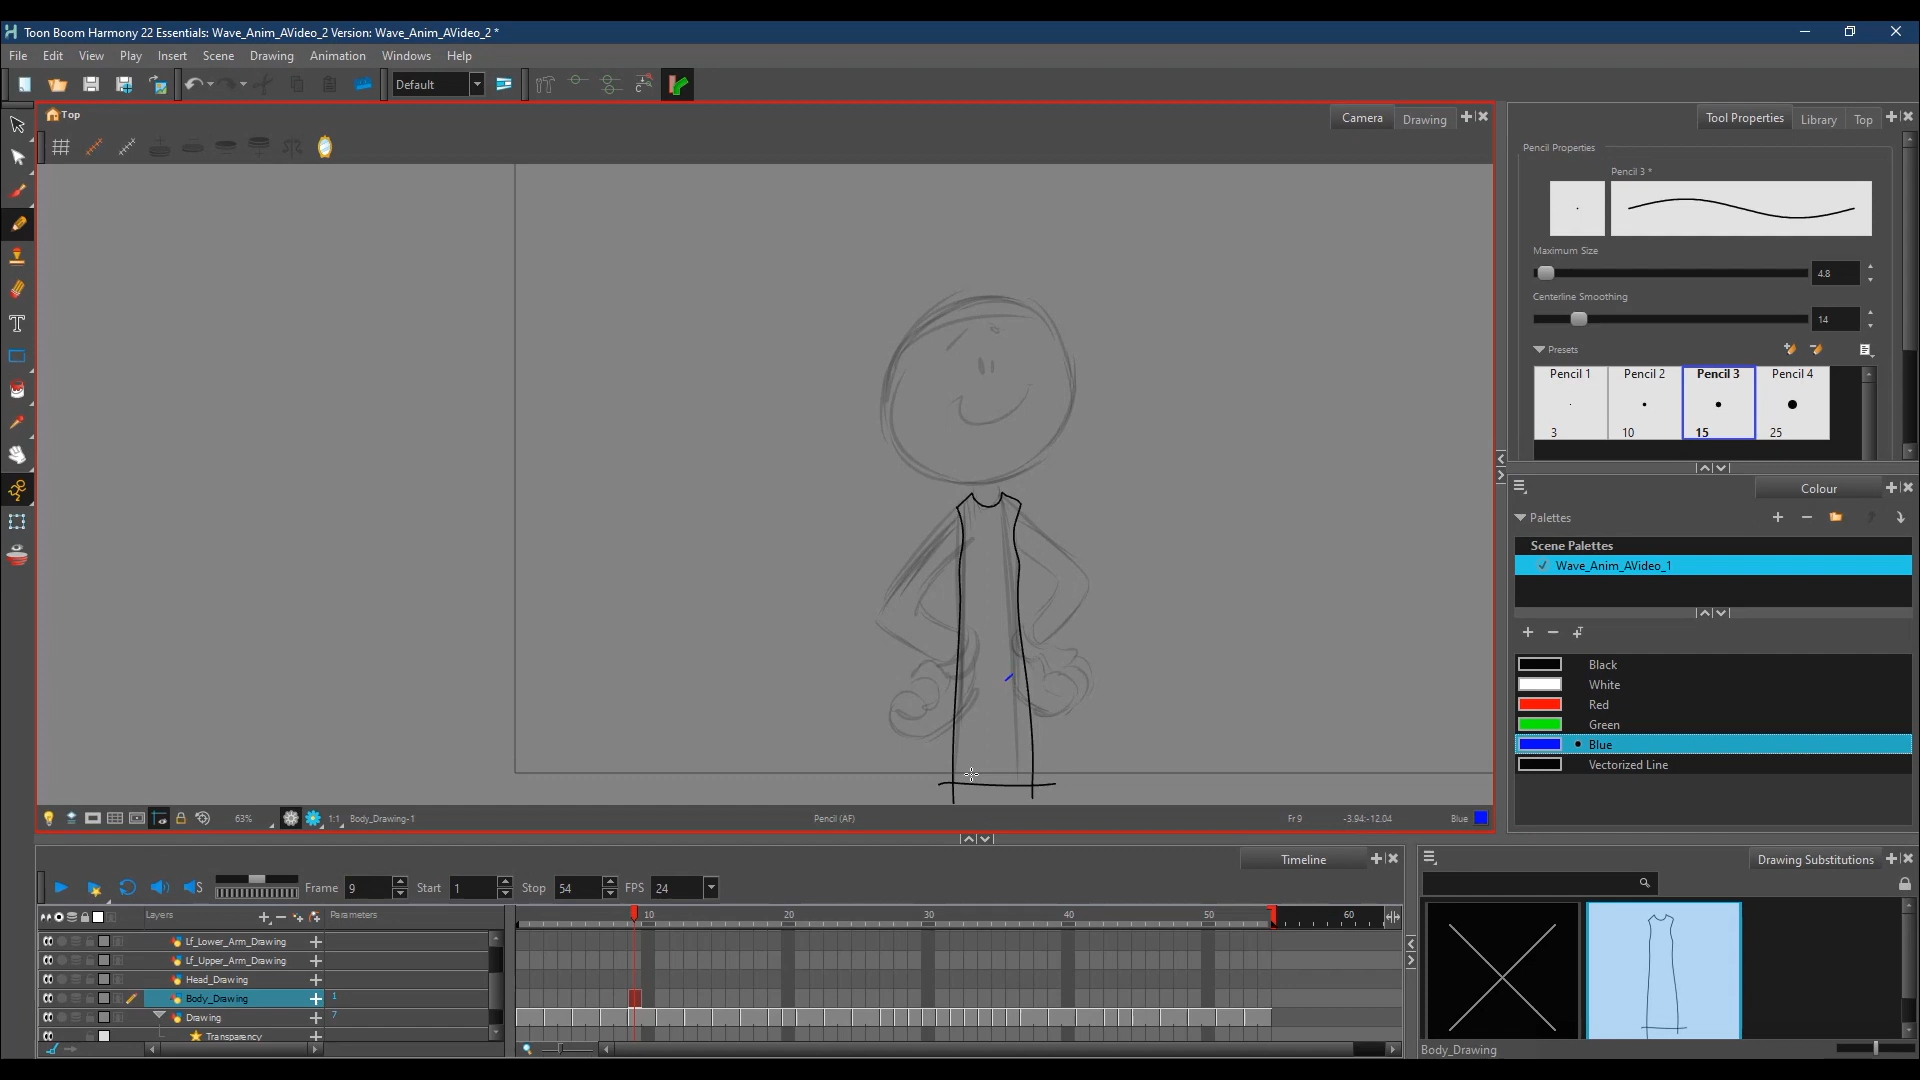 Toon Boom Harmony 22 Essentials: Wave_Anim_AVideo_2 Version: Wave_Anim_AVideo_2 *
File Edit View Play Insert Scene Drawing Animation Windows Help
Default
Top
Camera
Drawing
Tool Properties
Library
Top
Pencil Properties
Pencil 3 *
Maximum Size
4.8
Centerline Smoothing
14
Presets
Pencil 1 Pencil 2 Pencil 3 Pencil 4
3 10 15 25
Colour
Palettes
Scene Palettes
Wave_Anim_AVideo_1
Black
White
Red
Green
Blue
Vectorized Line
63% 1:1 Body_Drawing-1 Pencil (AF) Fr 9 -3.94:-12.04 Blue
Timeline
Frame 9 Start 1 Stop 54 FPS 24
Layers Parameters
10 20 30 40 50 60
Lf_Lower_Arm_Drawing
Lf_Upper_Arm_Drawing
Head_Drawing
Body_Drawing 1
Drawing 7
Transparency
Drawing Substitutions
Body_Drawing